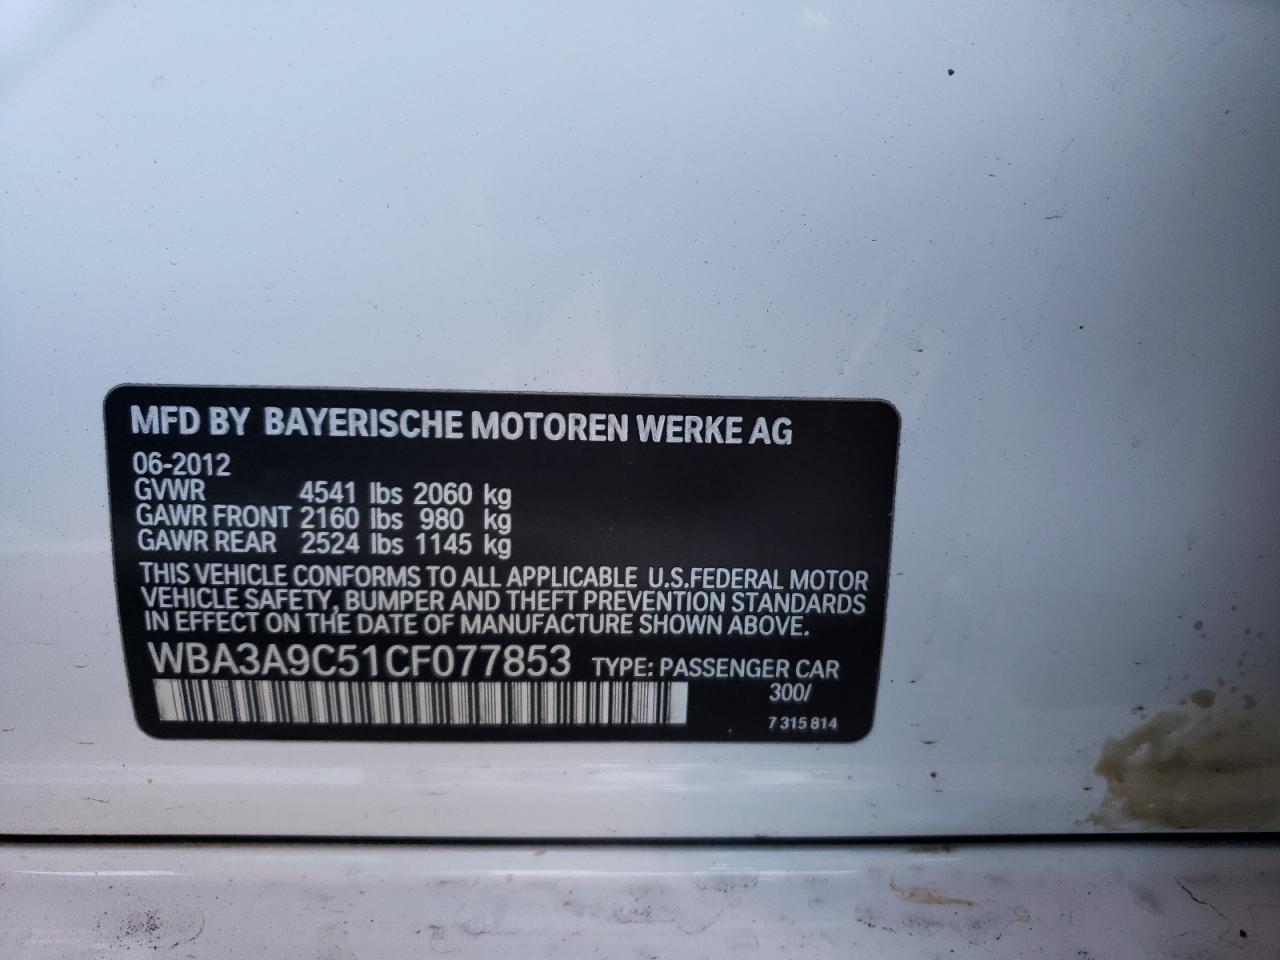 MFD BY BAYERISCHE MOTOREN WERKE AG
06-2012
GVWR 4541 lbs 2060 kg
GAWR FRONT 2160 lbs 980 kg
GAWR REAR 2524 lbs 1145 kg
THIS VEHICLE CONFORMS TO ALL APPLICABLE U.S.FEDERAL MOTOR
VEHICLE SAFETY, BUMPER AND THEFT PREVENTION STANDARDS
IN EFFECT ON THE DATE OF MANUFACTURE SHOWN ABOVE.
WBA3A9C51CF077853 TYPE: PASSENGER CAR
300/
7 315 814